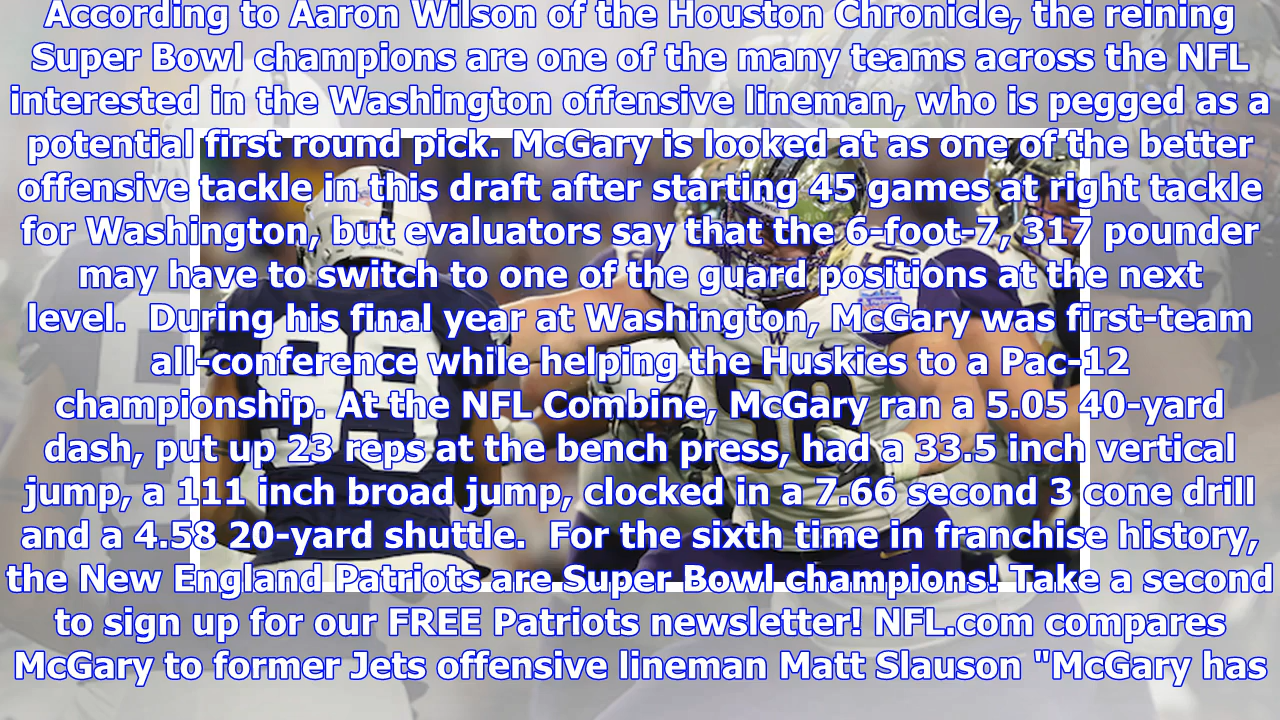 According to Aaron Wilson of the Houston Chronicle, the reining
Super Bowl champions are one of the many teams across the NFL
interested in the Washington offensive lineman, who is pegged as a
potential first round pick. McGary is looked at as one of the better
offensive tackle in this draft after starting 45 games at right tackle
for Washington, but evaluators say that the 6-foot-7, 317 pounder
may have to switch to one of the guard positions at the next
level.  During his final year at Washington, McGary was first-team
all-conference while helping the Huskies to a Pac-12
championship. At the NFL Combine, McGary ran a 5.05 40-yard
dash, put up 23 reps at the bench press, had a 33.5 inch vertical
jump, a 111 inch broad jump, clocked in a 7.66 second 3 cone drill
and a 4.58 20-yard shuttle.  For the sixth time in franchise history,
the New England Patriots are Super Bowl champions! Take a second
to sign up for our FREE Patriots newsletter! NFL.com compares
McGary to former Jets offensive lineman Matt Slauson "McGary has
99
W
58